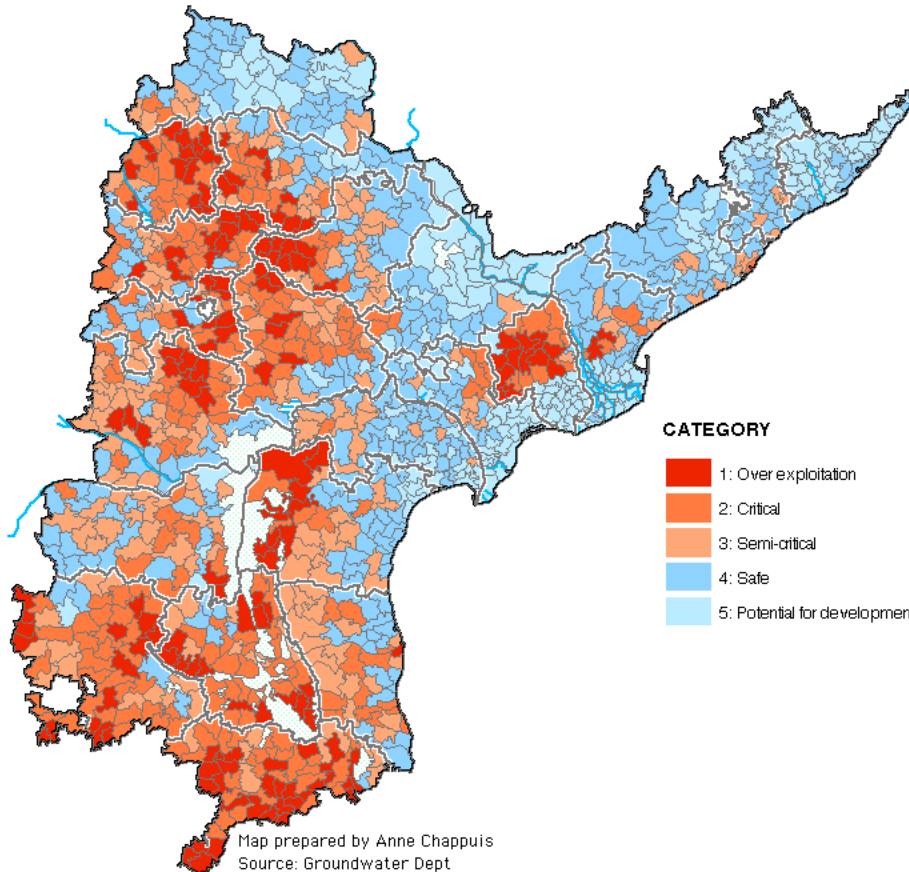 CATEGORY
1: Over exploitation
2: Critical
3: Semi-critical
4: Safe
5: Potential for developmen
Map prepared by Anne Chappuis
Source: Groundwater Dept